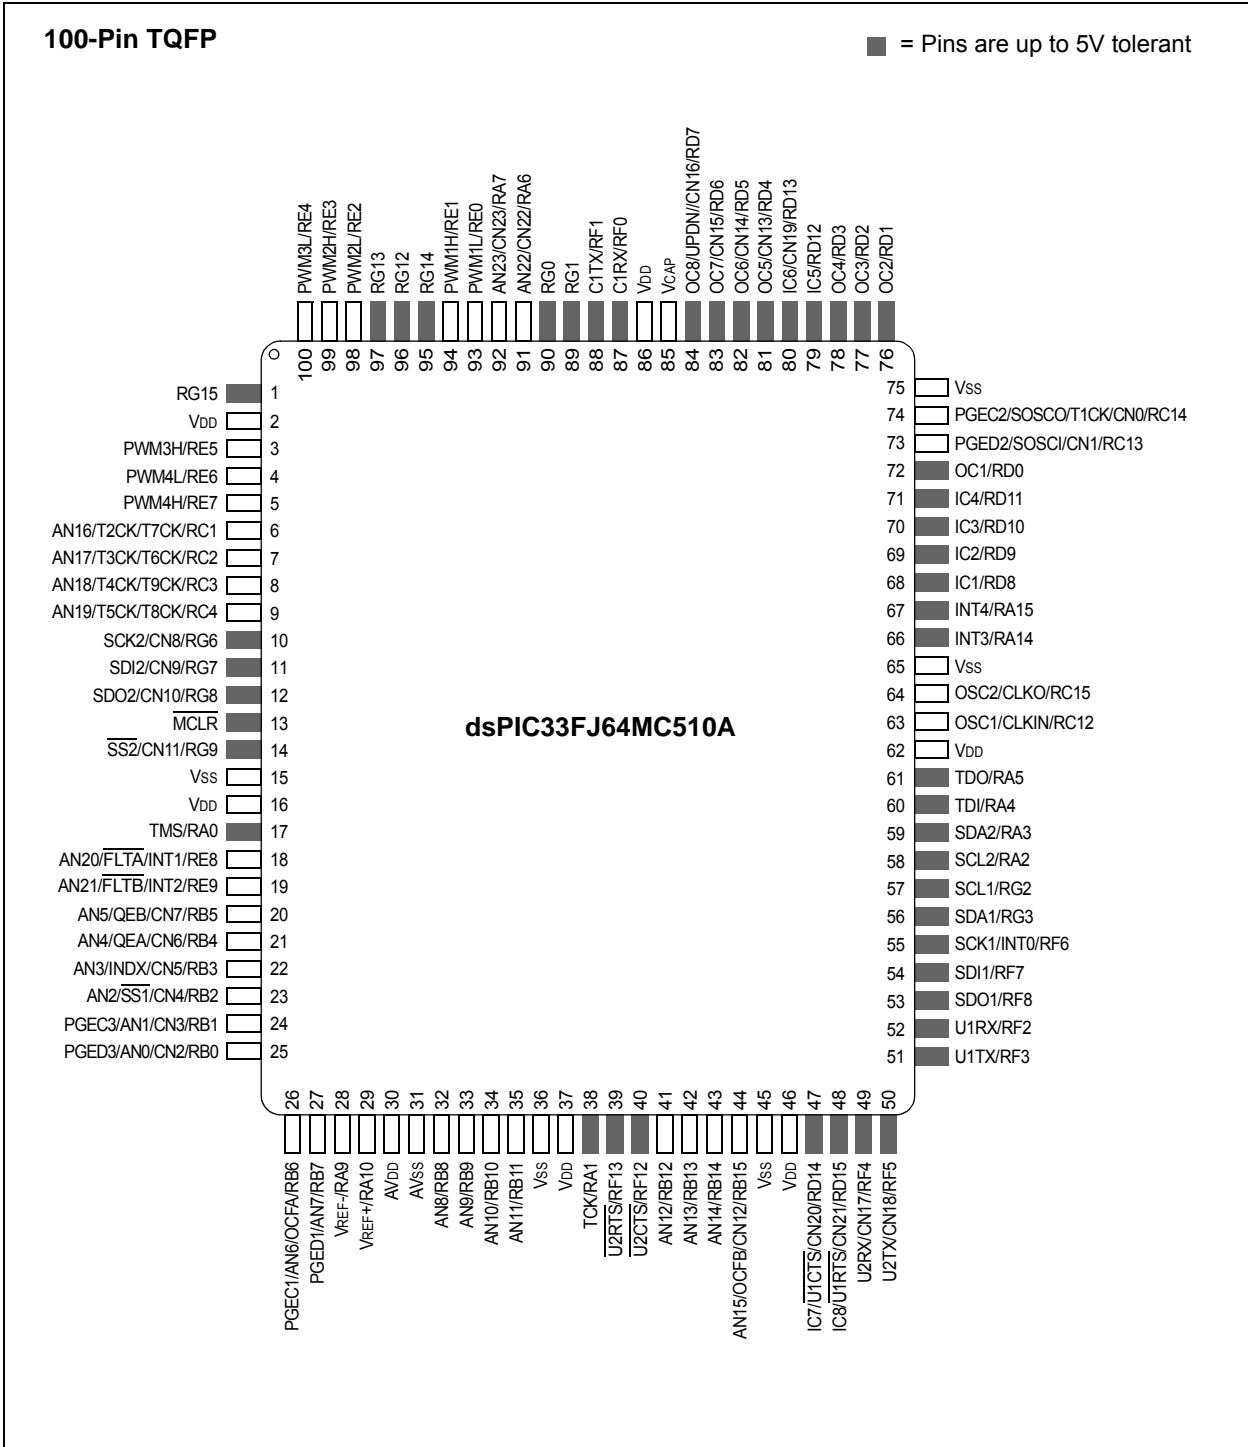 100-Pin TQFP
= Pins are up to 5V tolerant
PWM3L/RE4
PWM2H/RE3
PWM2L/RE2
RG13
RG12
RG14
PWM1H/RE1
PWM1L/RE0
AN23/CN23/RA7
AN22/CN22/RA6
RG0
RG1
C1TX/RF1
C1RX/RF0
VDD
VCAP
OC8/UPDN//CN16/RD7
OC7/CN15/RD6
OC6/CN14/RD5
OC5/CN13/RD4
IC6/CN19/RD13
IC5/RD12
OC4/RD3
OC3/RD2
OC2/RD1
100
99
98
97
96
95
94
93
92
91
90
89
88
87
86
85
84
83
82
81
80
79
78
77
76
RG15 1
VDD 2
PWM3H/RE5 3
PWM4L/RE6 4
PWM4H/RE7 5
AN16/T2CK/T7CK/RC1 6
AN17/T3CK/T6CK/RC2 7
AN18/T4CK/T9CK/RC3 8
AN19/T5CK/T8CK/RC4 9
SCK2/CN8/RG6 10
SDI2/CN9/RG7 11
SDO2/CN10/RG8 12
MCLR 13
SS2/CN11/RG9 14
VSS 15
VDD 16
TMS/RA0 17
AN20/FLTA/INT1/RE8 18
AN21/FLTB/INT2/RE9 19
AN5/QEB/CN7/RB5 20
AN4/QEA/CN6/RB4 21
AN3/INDX/CN5/RB3 22
AN2/SS1/CN4/RB2 23
PGEC3/AN1/CN3/RB1 24
PGED3/AN0/CN2/RB0 25
dsPIC33FJ64MC510A
75 VSS
74 PGEC2/SOSCO/T1CK/CN0/RC14
73 PGED2/SOSCI/CN1/RC13
72 OC1/RD0
71 IC4/RD11
70 IC3/RD10
69 IC2/RD9
68 IC1/RD8
67 INT4/RA15
66 INT3/RA14
65 VSS
64 OSC2/CLKO/RC15
63 OSC1/CLKIN/RC12
62 VDD
61 TDO/RA5
60 TDI/RA4
59 SDA2/RA3
58 SCL2/RA2
57 SCL1/RG2
56 SDA1/RG3
55 SCK1/INT0/RF6
54 SDI1/RF7
53 SDO1/RF8
52 U1RX/RF2
51 U1TX/RF3
26
27
28
29
30
31
32
33
34
35
36
37
38
39
40
41
42
43
44
45
46
47
48
49
50
PGEC1/AN6/OCFA/RB6
PGED1/AN7/RB7
VREF-/RA9
VREF+/RA10
AVDD
AVSS
AN8/RB8
AN9/RB9
AN10/RB10
AN11/RB11
VSS
VDD
TCK/RA1
U2RTS/RF13
U2CTS/RF12
AN12/RB12
AN13/RB13
AN14/RB14
AN15/OCFB/CN12/RB15
VSS
VDD
IC7/U1CTS/CN20/RD14
IC8/U1RTS/CN21/RD15
U2RX/CN17/RF4
U2TX/CN18/RF5